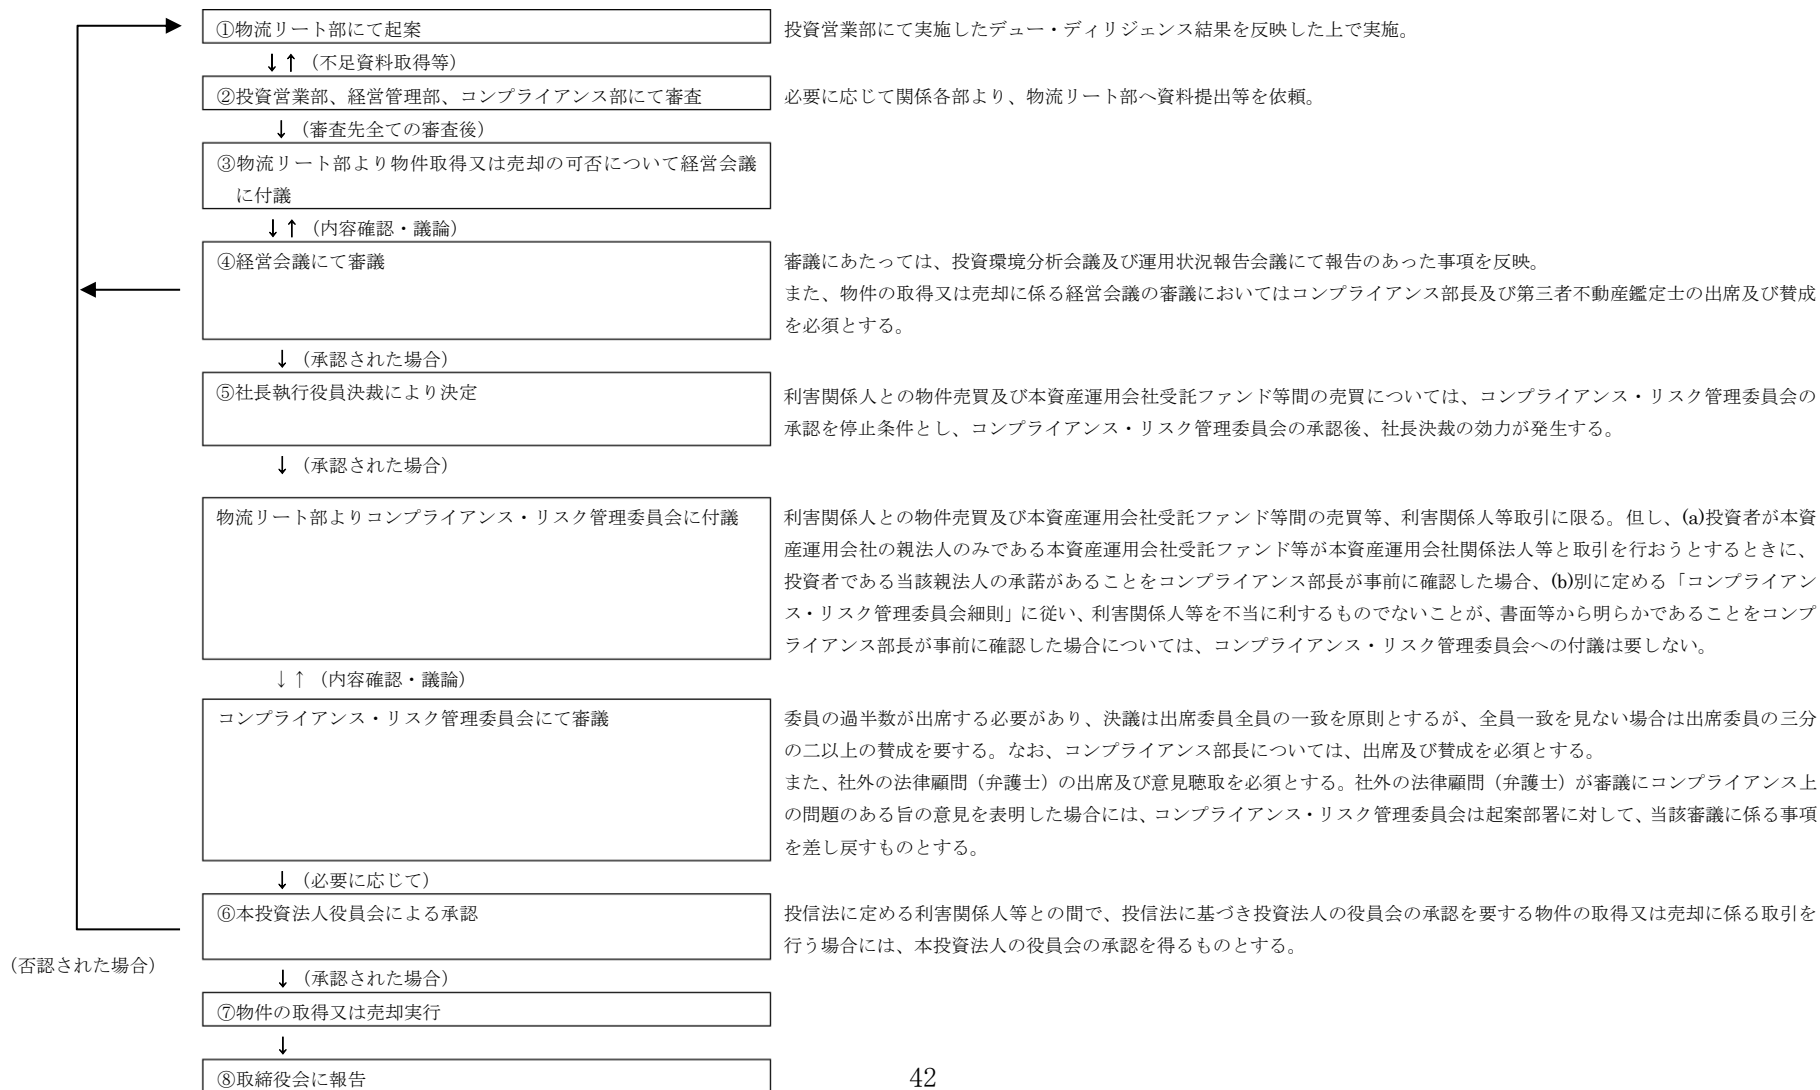 ①物流リート部にて起案
投資営業部にて実施したデュー・ディリジェンス結果を反映した上で実施。
↓↑（不足資料取得等）
②投資営業部、経営管理部、コンプライアンス部にて審査
必要に応じて関係各部より、物流リート部へ資料提出等を依頼。
↓（審査先全ての審査後）
③物流リート部より物件取得又は売却の可否について経営会議
に付議
↓↑（内容確認・議論）
④経営会議にて審議
審議にあたっては、投資環境分析会議及び運用状況報告会議にて報告のあった事項を反映。
また、物件の取得又は売却に係る経営会議の審議においてはコンプライアンス部長及び第三者不動産鑑定士の出席及び賛成
を必須とする。
↓（承認された場合）
⑤社長執行役員決裁により決定
利害関係人との物件売買及び本資産運用会社受託ファンド等間の売買については、コンプライアンス・リスク管理委員会の
承認を停止条件とし、コンプライアンス・リスク管理委員会の承認後、社長決裁の効力が発生する。
↓（承認された場合）
物流リート部よりコンプライアンス・リスク管理委員会に付議
利害関係人との物件売買及び本資産運用会社受託ファンド等間の売買等、利害関係人等取引に限る。但し、(a)投資者が本資
産運用会社の親法人のみである本資産運用会社受託ファンド等が本資産運用会社関係法人等と取引を行おうとするときに、
投資者である当該親法人の承諾があることをコンプライアンス部長が事前に確認した場合、(b)別に定める「コンプライアン
ス・リスク管理委員会細則」に従い、利害関係人等を不当に利するものでないことが、書面等から明らかであることをコンプ
ライアンス部長が事前に確認した場合については、コンプライアンス・リスク管理委員会への付議は要しない。
↓↑（内容確認・議論）
コンプライアンス・リスク管理委員会にて審議
委員の過半数が出席する必要があり、決議は出席委員全員の一致を原則とするが、全員一致を見ない場合は出席委員の三分
の二以上の賛成を要する。なお、コンプライアンス部長については、出席及び賛成を必須とする。
また、社外の法律顧問（弁護士）の出席及び意見聴取を必須とする。社外の法律顧問（弁護士）が審議にコンプライアンス上
の問題のある旨の意見を表明した場合には、コンプライアンス・リスク管理委員会は起案部署に対して、当該審議に係る事項
を差し戻すものとする。
↓（必要に応じて）
⑥本投資法人役員会による承認
投信法に定める利害関係人等との間で、投信法に基づき投資法人の役員会の承認を要する物件の取得又は売却に係る取引を
行う場合には、本投資法人の役員会の承認を得るものとする。
（否認された場合）
↓（承認された場合）
⑦物件の取得又は売却実行
↓
⑧取締役会に報告
42